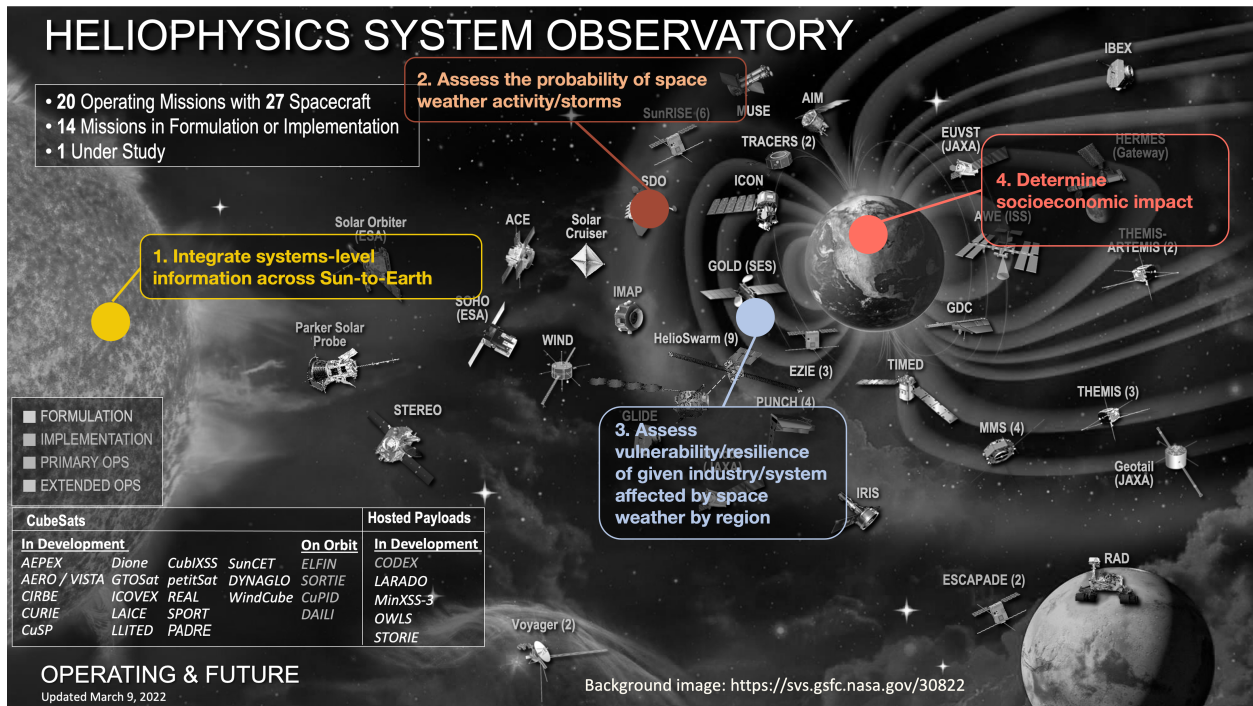 HELIOPHYSICS SYSTEM OBSERVATORY
• 20 Operating Missions with 27 Spacecraft
• 14 Missions in Formulation or Implementation
• 1 Under Study
2. Assess the probability of space
weather activity/storms
SunRISE (6)
MUSE
AIM
IBEX
TRACERS (2)
EUVST
(JAXA)
HERMES
(Gateway)
SDO
ICON
4. Determine
socioeconomic impact
AWE (ISS)
THEMIS-
ARTEMIS (2)
Solar Orbiter
(ESA)
ACE
Solar
Cruiser
1. Integrate systems-level
information across Sun-to-Earth
GOLD (SES)
SOHO
(ESA)
IMAP
GDC
Parker Solar
Probe
WIND
HelioSwarm (9)
EZIE (3)
TIMED
THEMIS (3)
STEREO
PUNCH (4)
GLIDE
MMS (4)
Geotail
(JAXA)
3. Assess
vulnerability/resilience
of given industry/system
affected by space
weather by region
(JAXA)
IRIS
FORMULATION
IMPLEMENTATION
PRIMARY OPS
EXTENDED OPS
CubeSats
In Development
AEPEX
AERO / VISTA
CIRBE
CURIE
CuSP
Dione
GTOSat
ICOVEX
LAICE
LLITED
CubIXSS
petitSat
REAL
SPORT
PADRE
SunCET
DYNAGLO
WindCube
On Orbit
ELFIN
SORTIE
CuPID
DAILI
Hosted Payloads
In Development
CODEX
LARADO
MinXSS-3
OWLS
STORIE
ESCAPADE (2)
RAD
Voyager (2)
OPERATING & FUTURE
Updated March 9, 2022
Background image: https://svs.gsfc.nasa.gov/30822